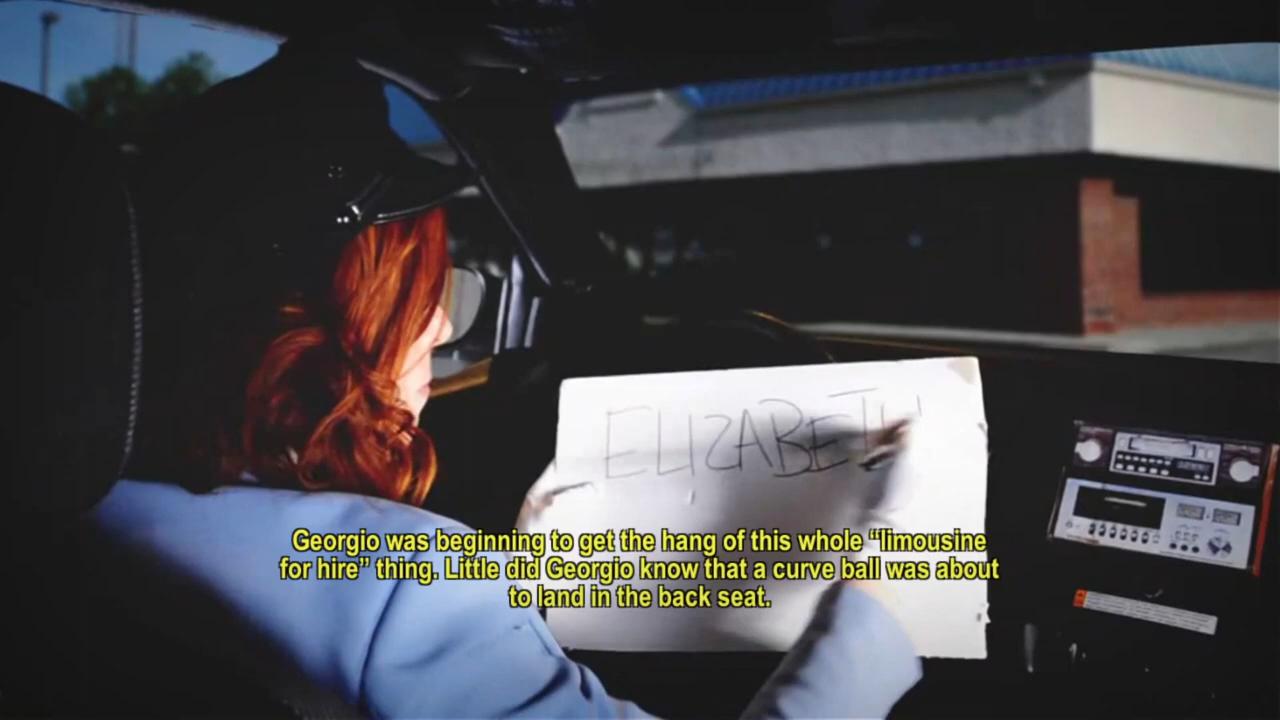 ELIZABETH
Georgio was beginning to get the hang of this whole “limousine
for hire” thing. Little did Georgio know that a curve ball was about
to land in the back seat.